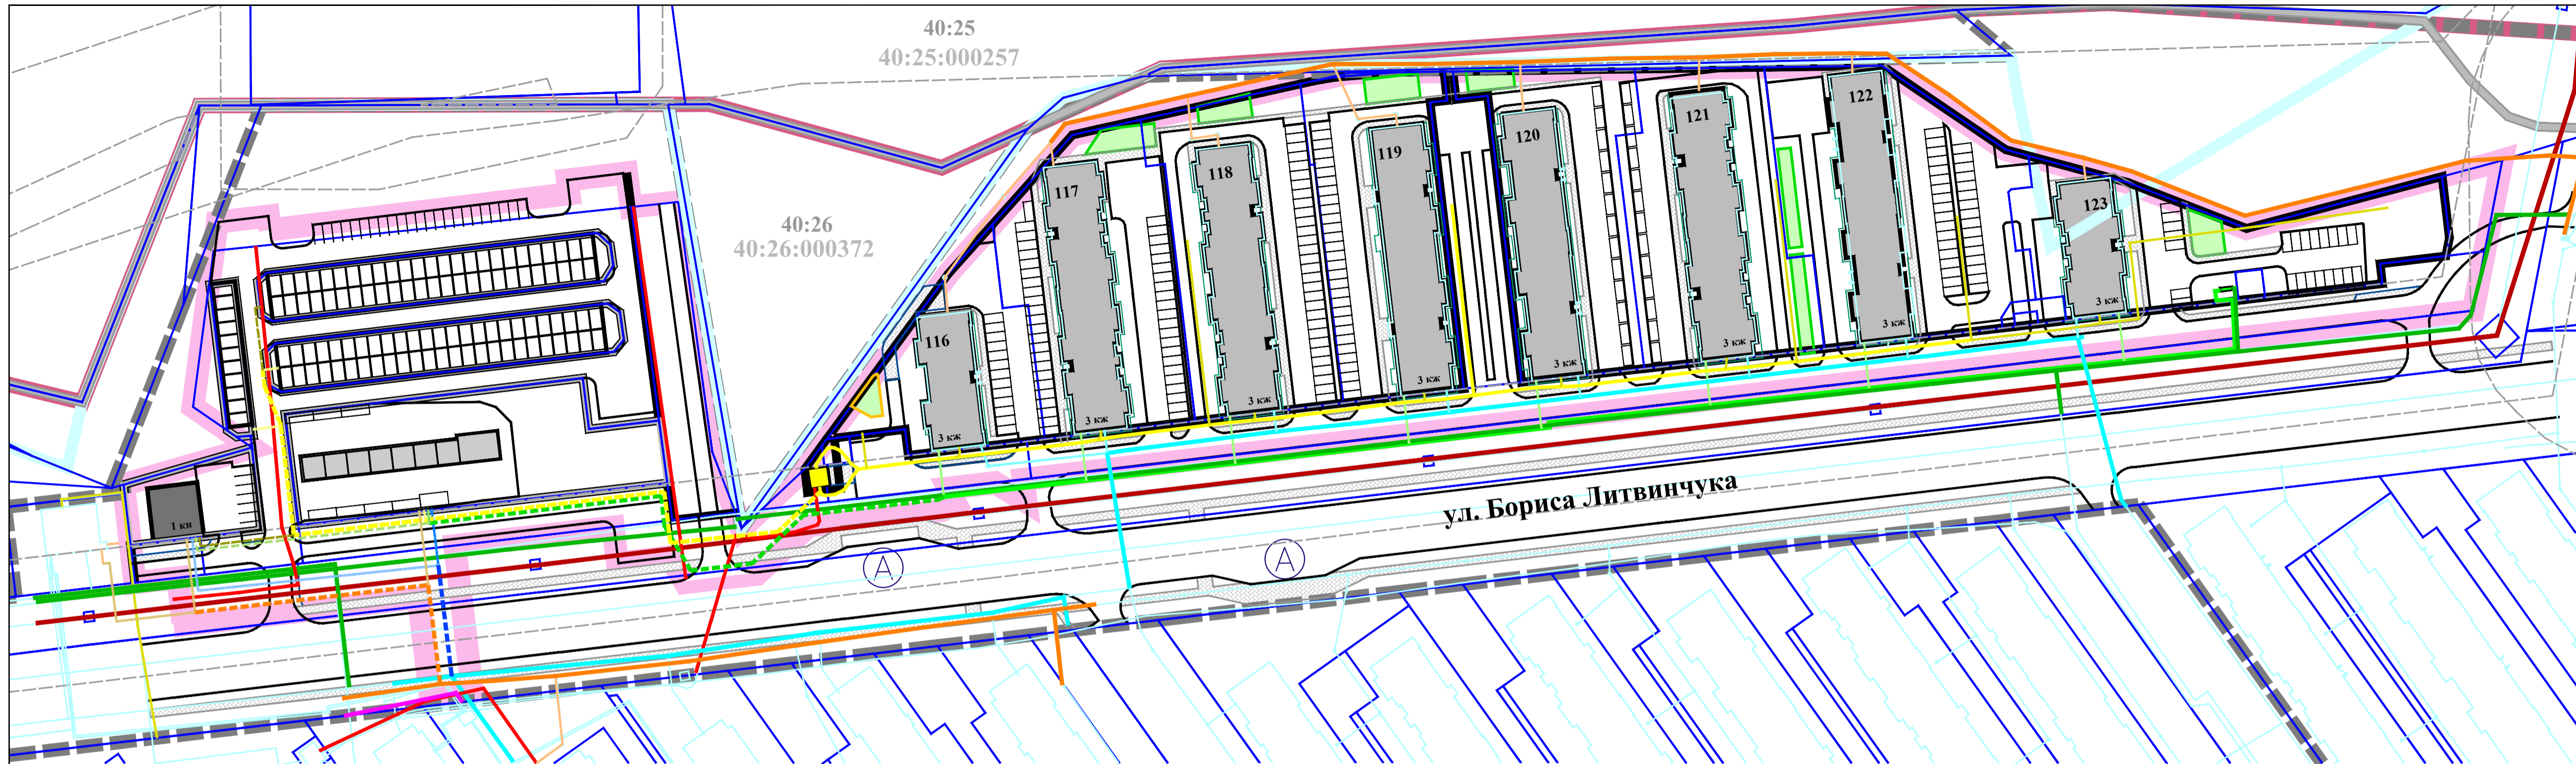 40:25
40:25:000257
40:26
40:26:000372
116
3 кж
117
3 кж
118
3 кж
119
3 кж
120
3 кж
121
3 кж
122
3 кж
123
3 кж
1 кн
ул. Бориса Литвинчука
А
А